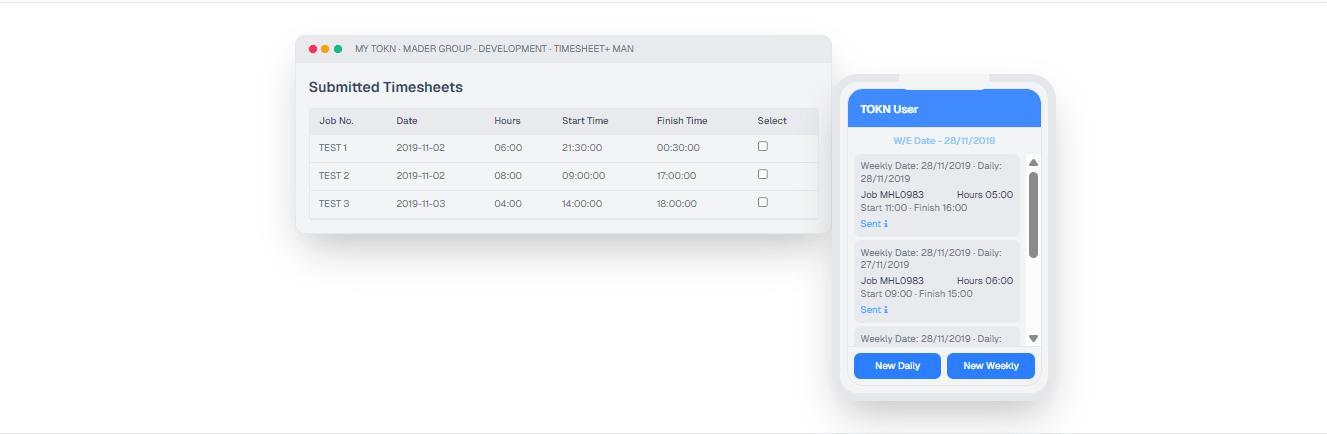 MY TOKN · MADER GROUP · DEVELOPMENT · TIMESHEET+ MAN
Submitted Timesheets
Job No. Date Hours Start Time Finish Time Select
TEST 1 2019-11-02 06:00 21:30:00 00:30:00
TEST 2 2019-11-02 08:00 09:00:00 17:00:00
TEST 3 2019-11-03 04:00 14:00:00 18:00:00
TOKN User
W/E Date - 28/11/2019
Weekly Date: 28/11/2019 · Daily:
28/11/2019
Job MHL0983 Hours 05:00
Start 11:00 · Finish 16:00
Sent ℹ
Weekly Date: 28/11/2019 · Daily:
27/11/2019
Job MHL0983 Hours 06:00
Start 09:00 · Finish 15:00
Sent ℹ
Weekly Date: 28/11/2019 · Daily:
New Daily New Weekly